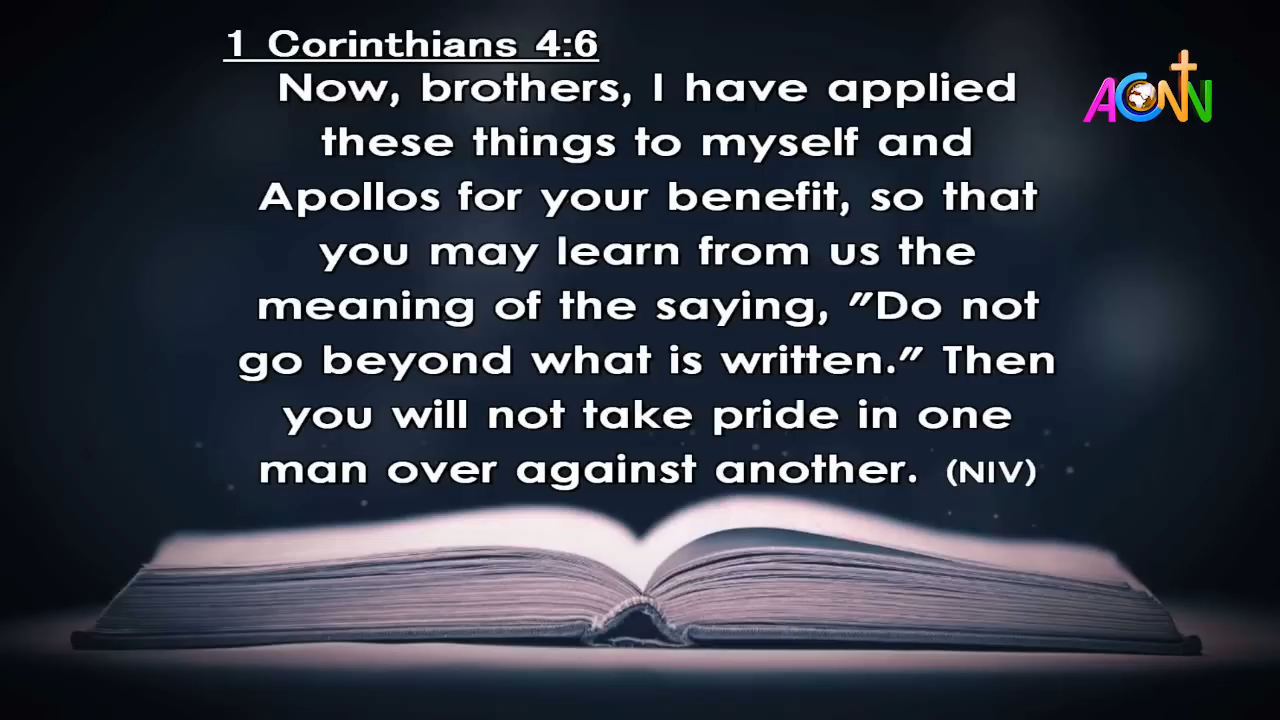 1 Corinthians 4:6
Now, brothers, I have applied
these things to myself and
Apollos for your benefit, so that
you may learn from us the
meaning of the saying, "Do not
go beyond what is written." Then
you will not take pride in one
man over against another. (NIV)
ACNN